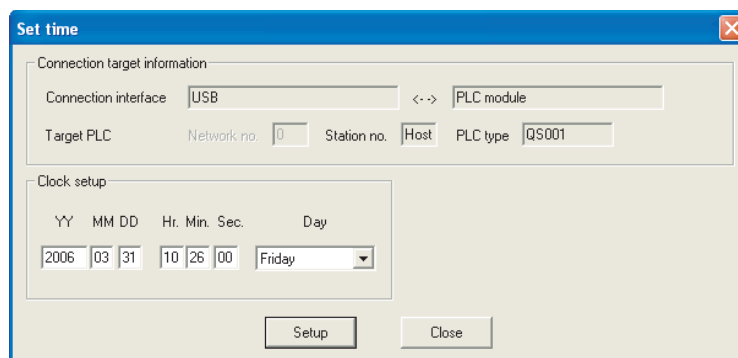 Set time
Connection target information
Connection interface USB <--> PLC module
Target PLC Network no. 0 Station no. Host PLC type QS001
Clock setup
YY MM DD Hr. Min. Sec. Day
2006 03 31 10 26 00 Friday
Setup Close